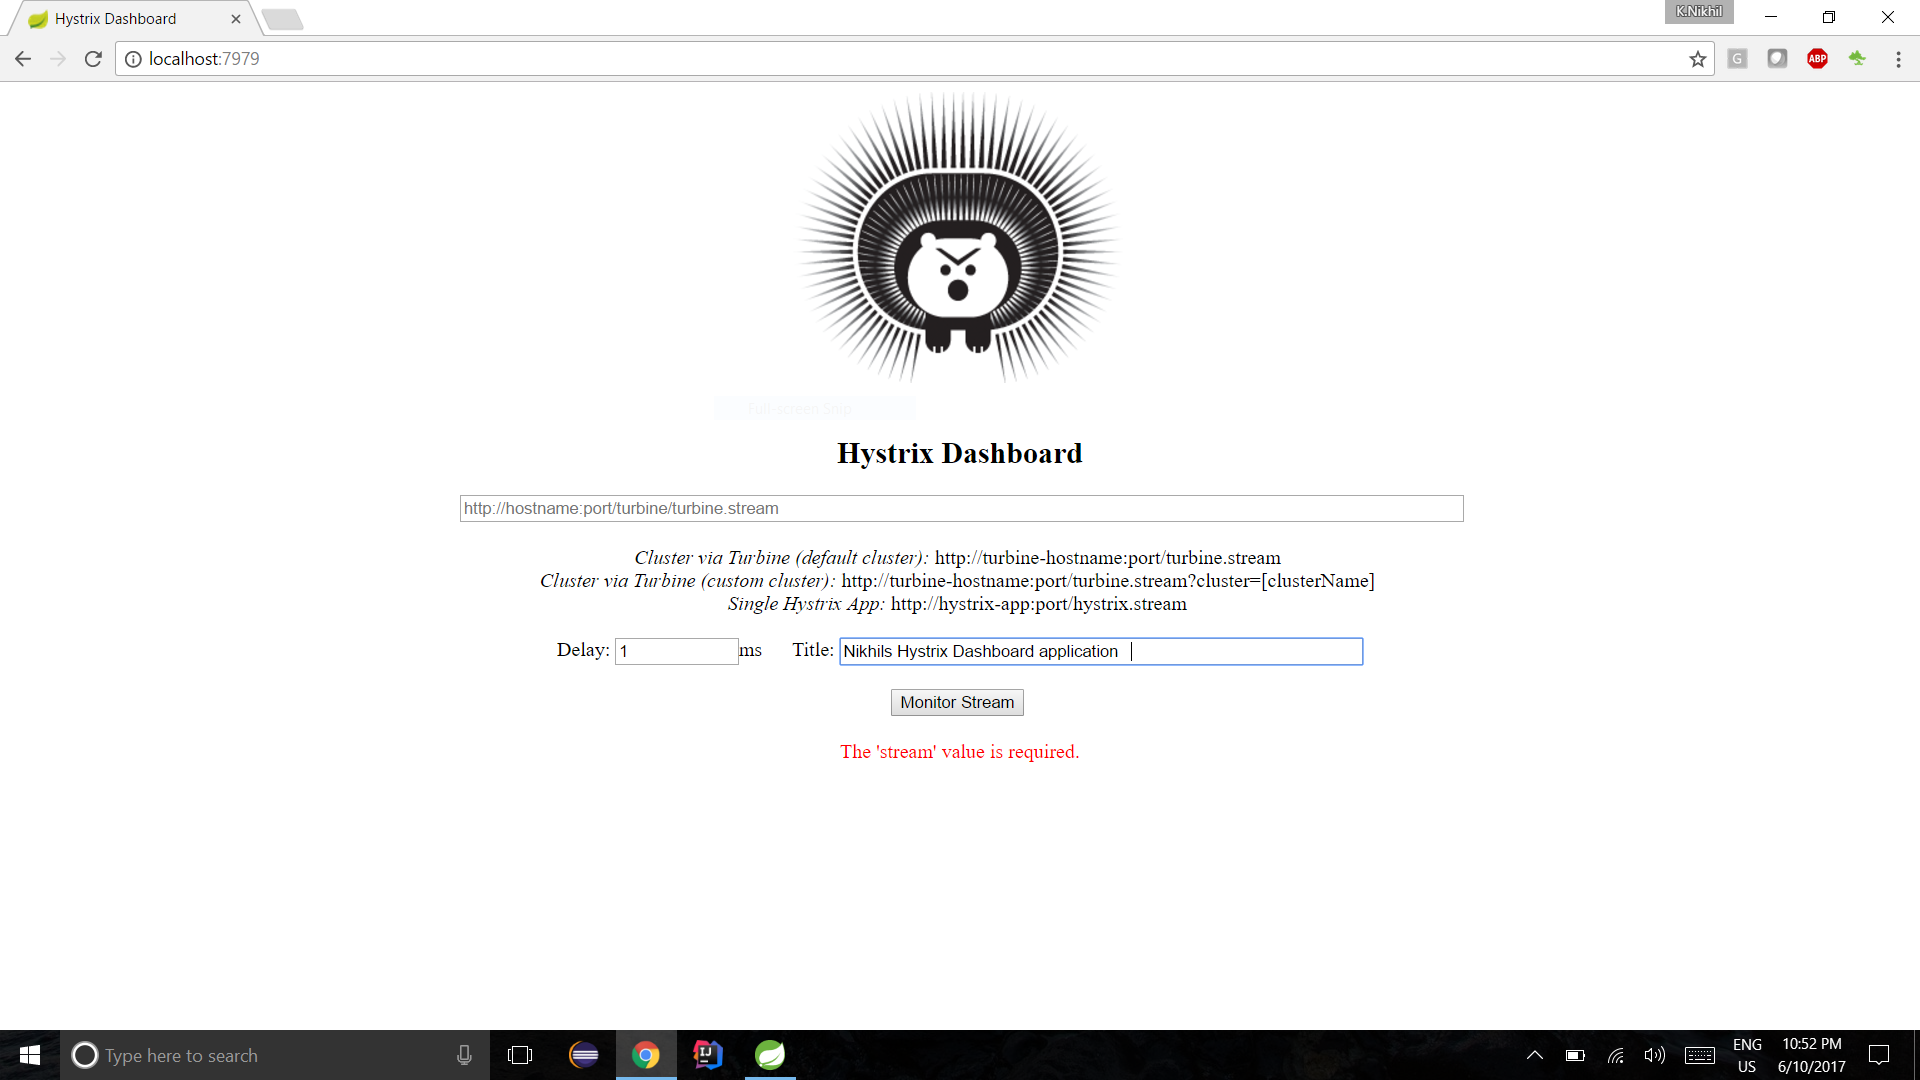 Hystrix Dashboard
K.Nikhil
localhost:7979
G
ABP
Full-screen Snip
Hystrix Dashboard
http://hostname:port/turbine/turbine.stream
Cluster via Turbine (default cluster): http://turbine-hostname:port/turbine.stream
Cluster via Turbine (custom cluster): http://turbine-hostname:port/turbine.stream?cluster=[clusterName]
Single Hystrix App: http://hystrix-app:port/hystrix.stream
Delay: 1 ms Title: Nikhils Hystrix Dashboard application
Monitor Stream
The 'stream' value is required.
Type here to search
IJ
ENG
US
10:52 PM
6/10/2017